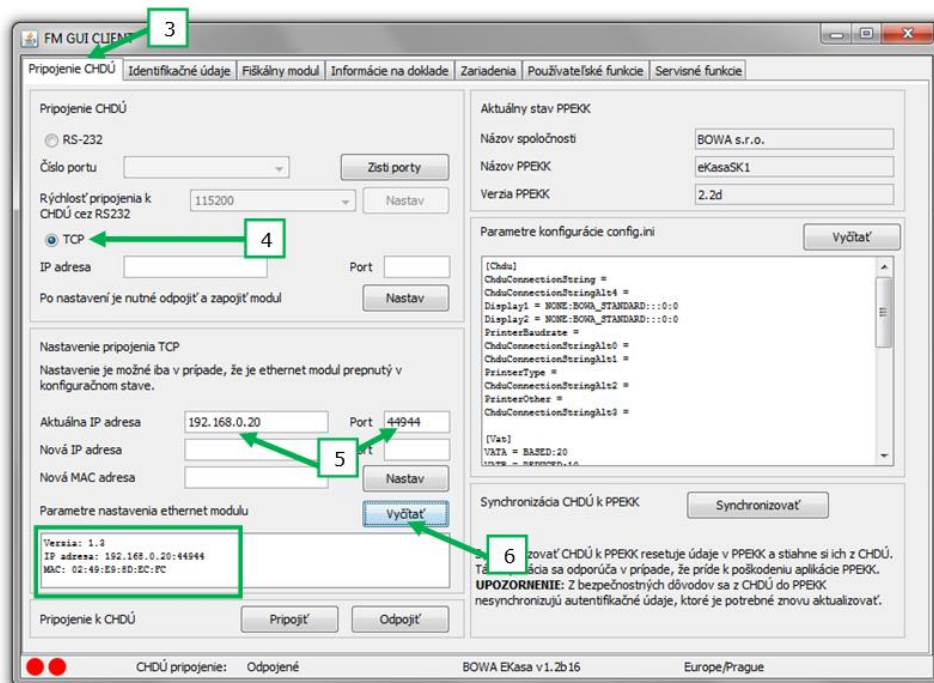 3
FM GUI CLIENT
Pripojenie CHDÚ Identifikačné údaje Fiškálny modul Informácie na doklade Zariadenia Používateľské funkcie Servisné funkcie
Pripojenie CHDÚ
RS-232
Číslo portu Zisti porty
Rýchlosť pripojenia k
CHDÚ cez RS232
115200 Nastav
TCP
4
IP adresa Port
Po nastavení je nutné odpojiť a zapojiť modul Nastav
Nastavenie pripojenia TCP
Nastavenie je možné iba v prípade, že je ethernet modul prepnutý v
konfiguračnom stave.
Aktuálna IP adresa 192.168.0.20 Port 44944
5
Nová IP adresa
Nová MAC adresa Nastav
Parametre nastavenia ethernet modulu Vyčítať
Versia: 1.3
IP adresa: 192.168.0.20:44944
MAC: 02:49:E9:8D:EC:FC
6
Pripojenie k CHDÚ Pripojiť Odpojiť
Aktuálny stav PPEKK
Názov spoločnosti BOWA s.r.o.
Názov PPEKK eKasaSK1
Verzia PPEKK 2.2d
Parametre konfigurácie config.ini Vyčítať
[Chdu]
ChduConnectionString =
ChduConnectionStringAlt4 =
Display1 = NONE:BOWA_STANDARD:::0:0
Display2 = NONE:BOWA_STANDARD:::0:0
PrinterBaudrate =
ChduConnectionStringAlt0 =
ChduConnectionStringAlt1 =
PrinterType =
ChduConnectionStringAlt2 =
PrinterOther =
ChduConnectionStringAlt3 =
[Vat]
VATA = BASED:20
VATB = REDUCED:10
Synchronizácia CHDÚ k PPEKK Synchronizovať
CHDÚ k PPEKK resetuje údaje v PPEKK a stiahne si ich z CHDÚ.
sa odporúča v prípade, že príde k poškodeniu aplikácie PPEKK.
UPOZORNENIE: Z bezpečnostných dôvodov sa z CHDÚ do PPEKK
nesynchronizujú autentifikačné údaje, ktoré je potrebné znovu aktualizovať.
CHDÚ pripojenie: Odpojené BOWA EKasa v1.2b16 Europe/Prague